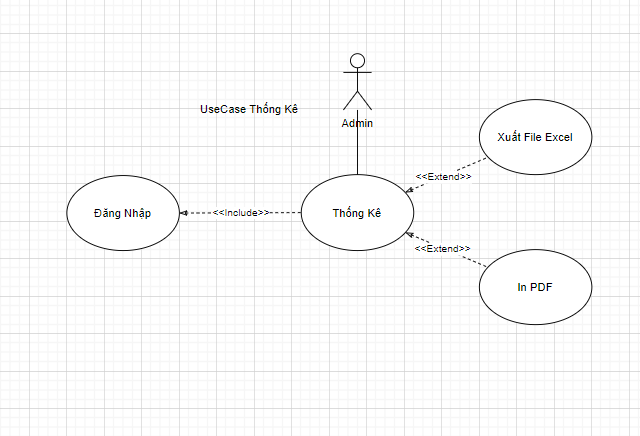 UseCase Thống Kê
Admin
Xuất File Excel
<<Extend>>
Đăng Nhập
<<Include>>
Thống Kê
<<Extend>>
In PDF